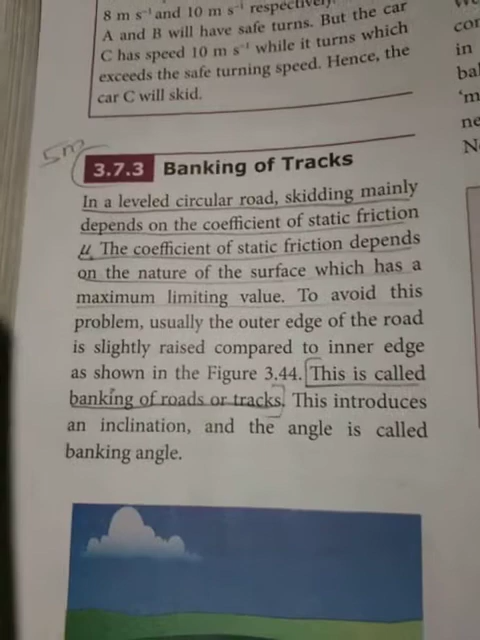 8 m s⁻¹ and 10 m s⁻¹ respectively.
A and B will have safe turns. But the car
C has speed 10 m s⁻¹ while it turns which
exceeds the safe turning speed. Hence, the
car C will skid.
5m
3.7.3 Banking of Tracks
In a leveled circular road, skidding mainly
depends on the coefficient of static friction
μ. The coefficient of static friction depends
on the nature of the surface which has a
maximum limiting value. To avoid this
problem, usually the outer edge of the road
is slightly raised compared to inner edge
as shown in the Figure 3.44. This is called
banking of roads or tracks. This introduces
an inclination, and the angle is called
banking angle.
in